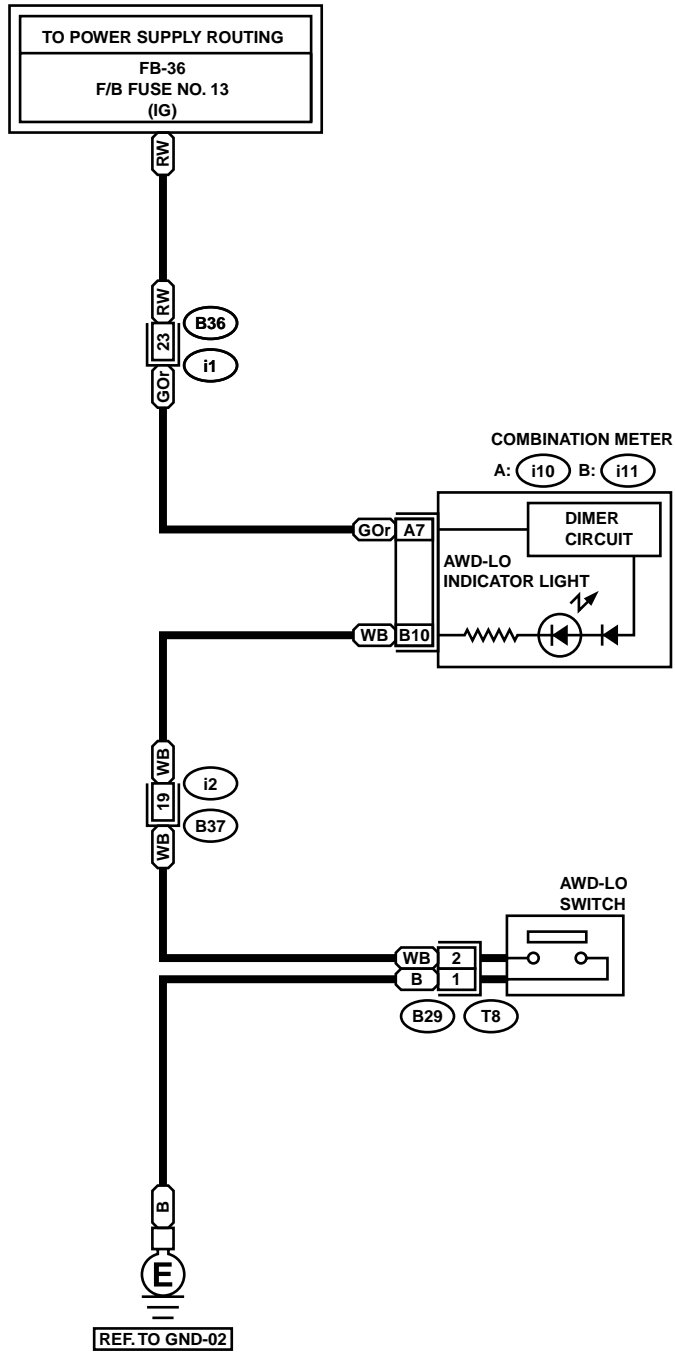 TO POWER SUPPLY ROUTING
FB-36
F/B FUSE NO. 13
(IG)
RW
RW
23
B36
i1
GOr
COMBINATION METER
A: i10 B: i11
GOr A7
DIMER
CIRCUIT
AWD-LO
INDICATOR LIGHT
WB B10
WB
19
i2
B37
WB
AWD-LO
SWITCH
WB 2
B 1
B29 T8
B
E
REF. TO GND-02